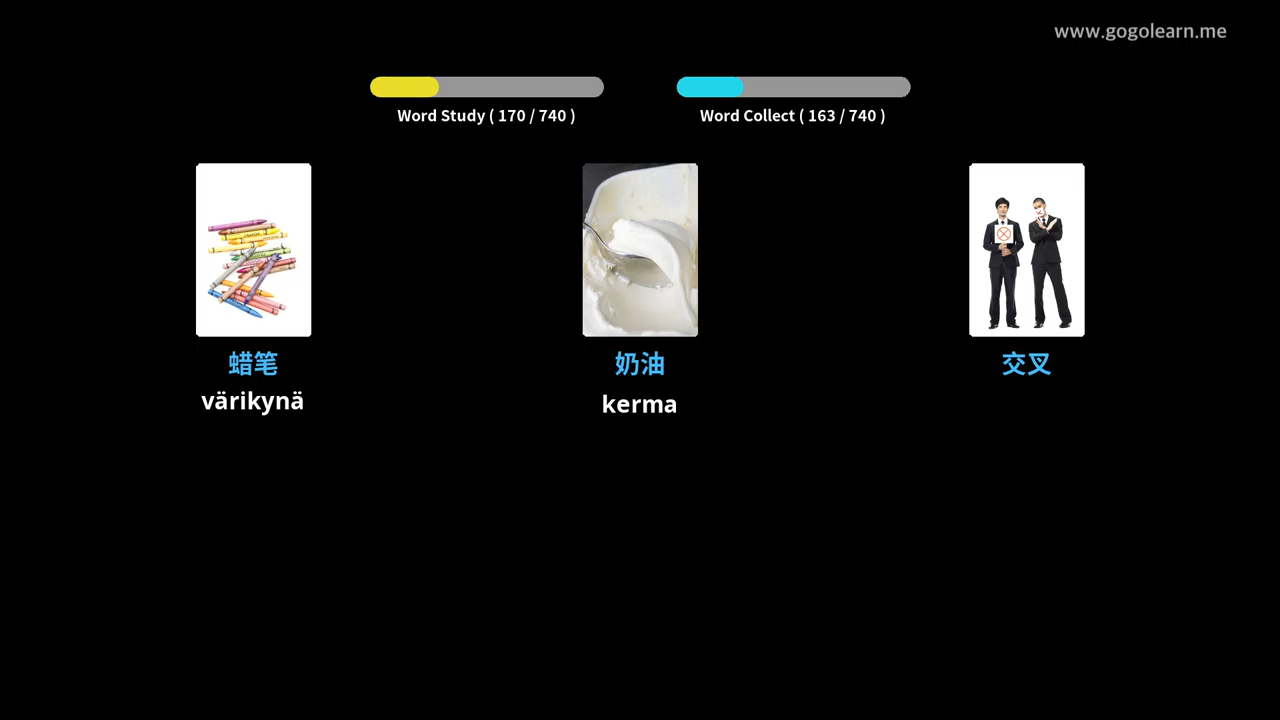 www.gogolearn.me
Word Study ( 170 / 740 )
Word Collect ( 163 / 740 )
蜡笔
värikynä
奶油
kerma
交叉